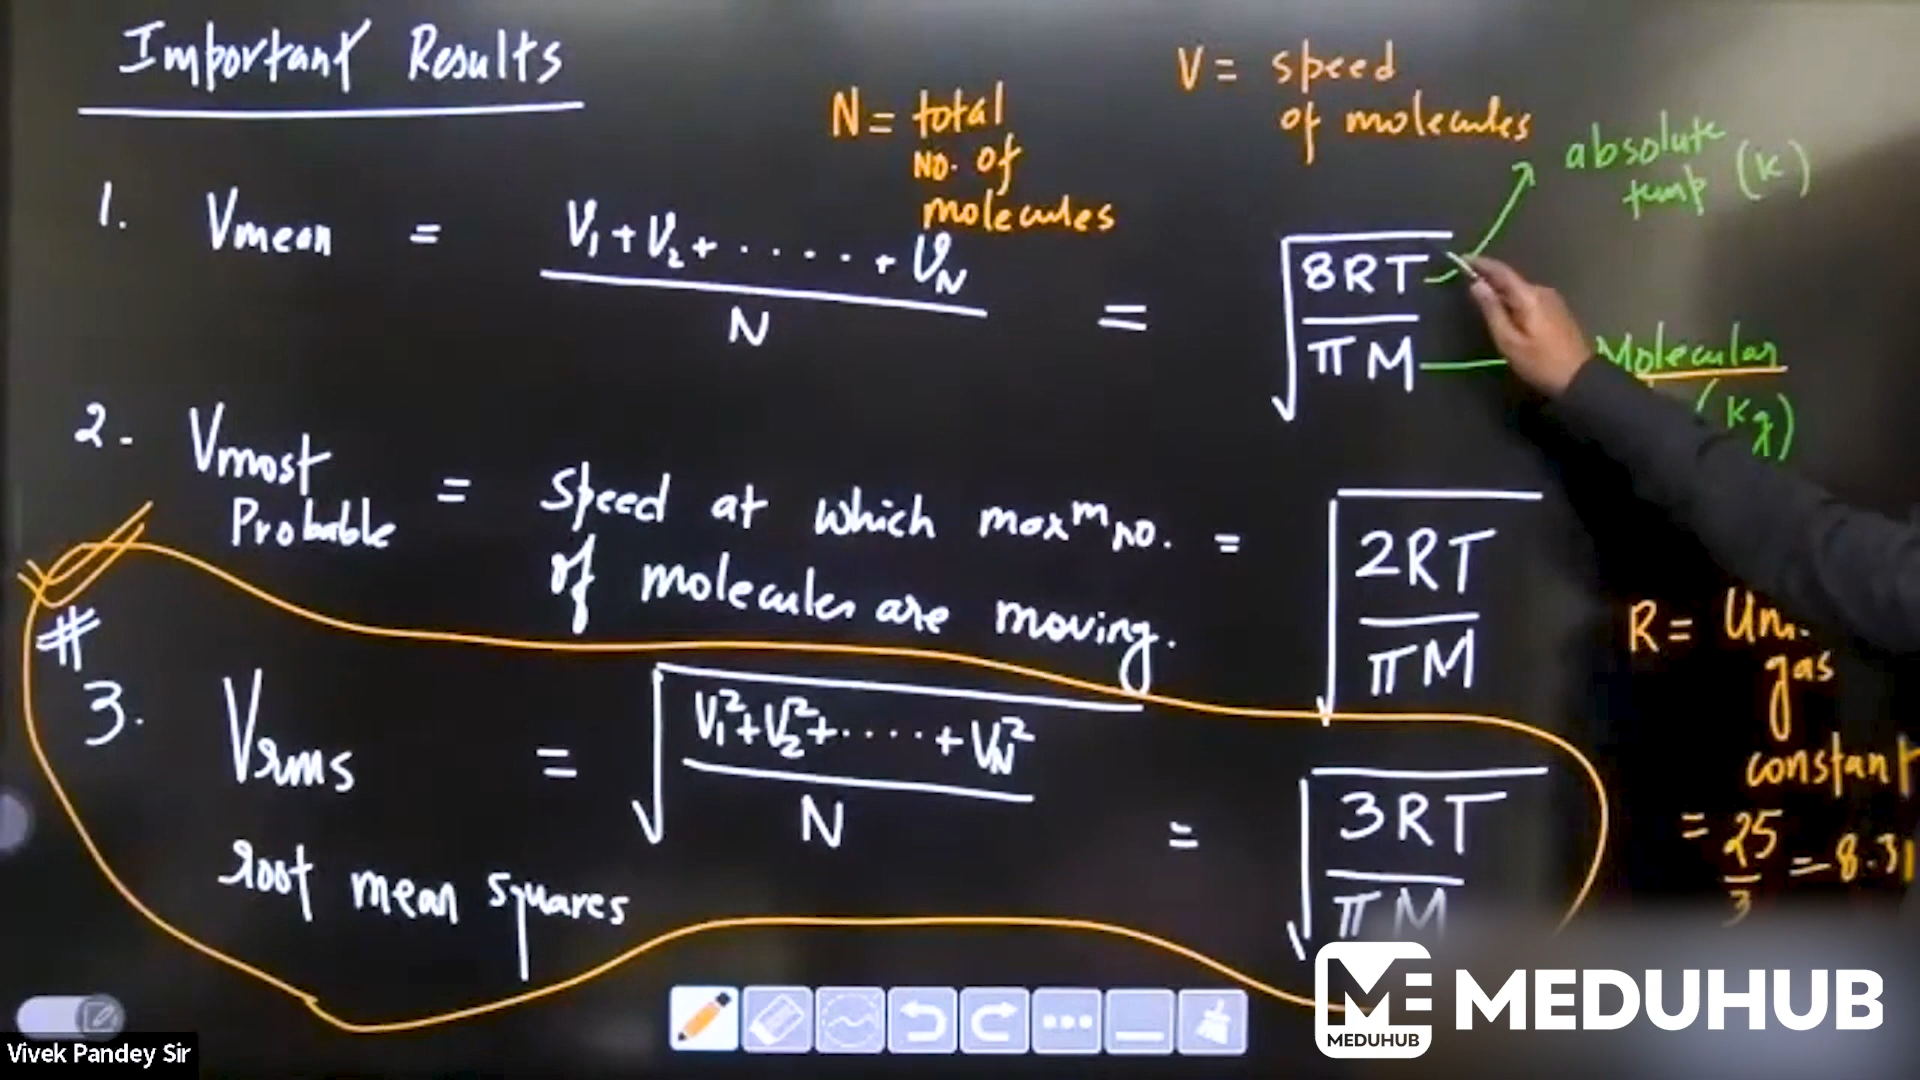 Important Results
N = total
no. of
molecules
V = speed
of molecules
absolute
temp (K)
1. Vmean = V₁ + V₂ + ..... + VN / N = √(8RT / πM)
Molecular
(Kg)
2. Vmost Probable = speed at which maxᵐ no. of molecules are moving. = √(2RT / πM)
R = Uni.
gas
constant
= 25/3 = 8.31
#
3. Vrms = √(V₁² + V₂² + ..... + VN² / N) = √(3RT / πM)
root mean squares
MEDUHUB
MEDUHUB
Vivek Pandey Sir